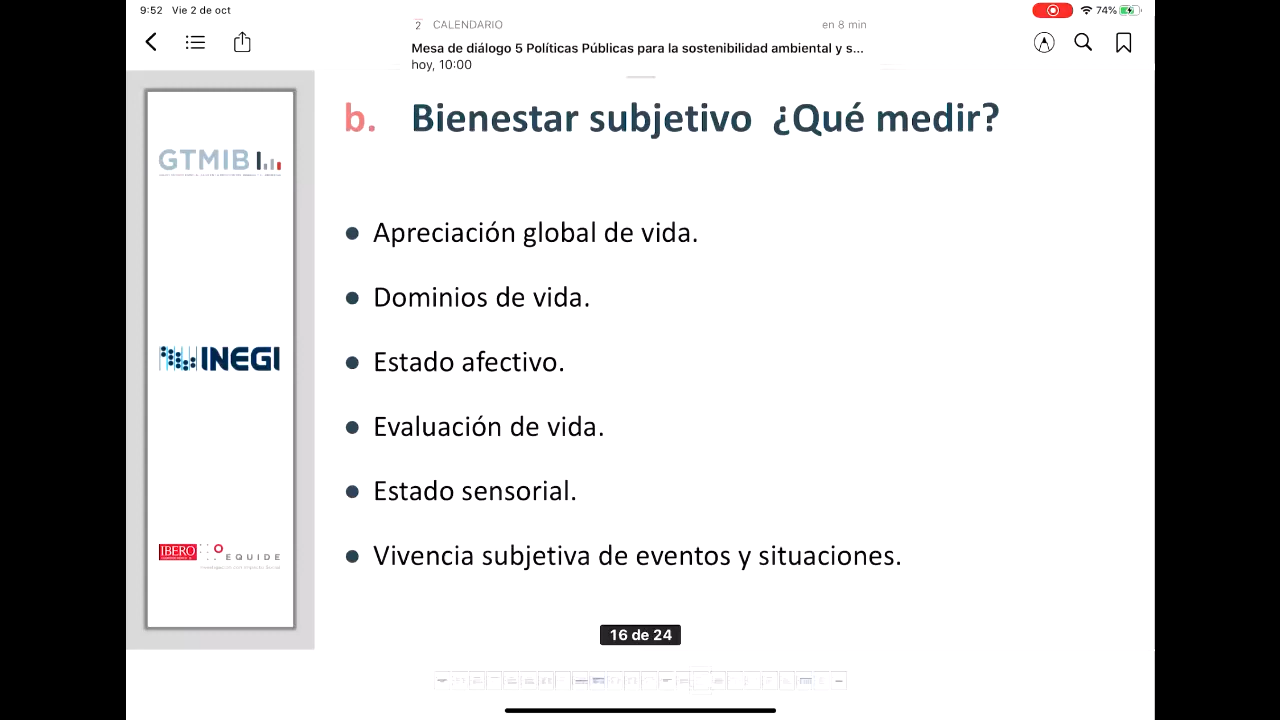 9:52 Vie 2 de oct
2 CALENDARIO en 8 min
74%
Mesa de diálogo 5 Políticas Públicas para la sostenibilidad ambiental y s...
hoy, 10:00
b. Bienestar subjetivo ¿Qué medir?
GTMIB
• Apreciación global de vida.
• Dominios de vida.
• Estado afectivo.
INEGI
• Evaluación de vida.
• Estado sensorial.
• Vivencia subjetiva de eventos y situaciones.
IBERO EQUIDE
16 de 24